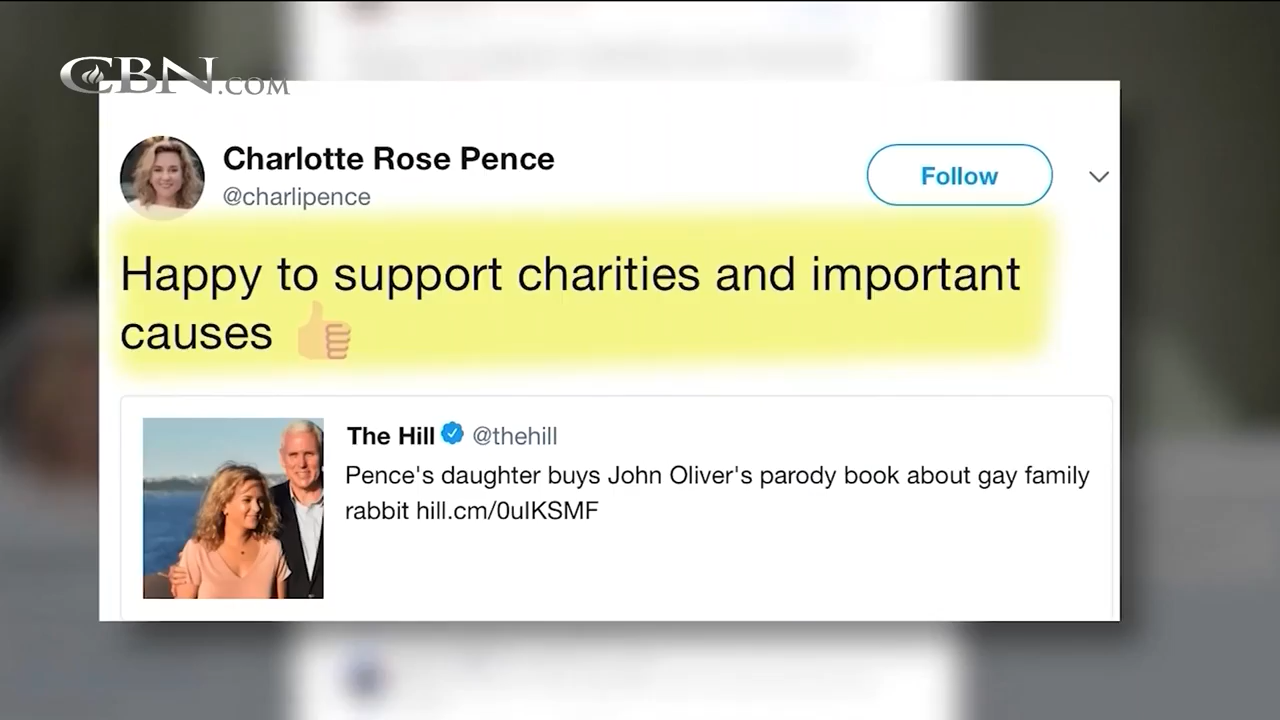 CBN.COM
Charlotte Rose Pence
@charlipence
Follow
Happy to support charities and important
causes 👍
The Hill @thehill
Pence's daughter buys John Oliver's parody book about gay family
rabbit hill.cm/0uIKSMF